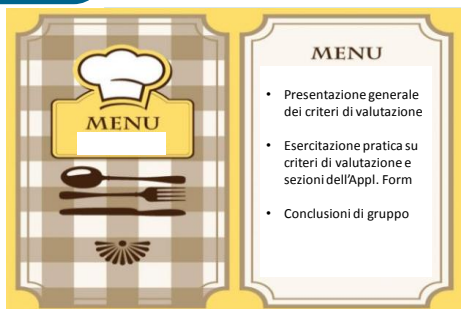 MENU
MENU
• Presentazione generale
dei criteri di valutazione
• Esercitazione pratica su
criteri di valutazione e
sezioni dell'Appl. Form
• Conclusioni di gruppo